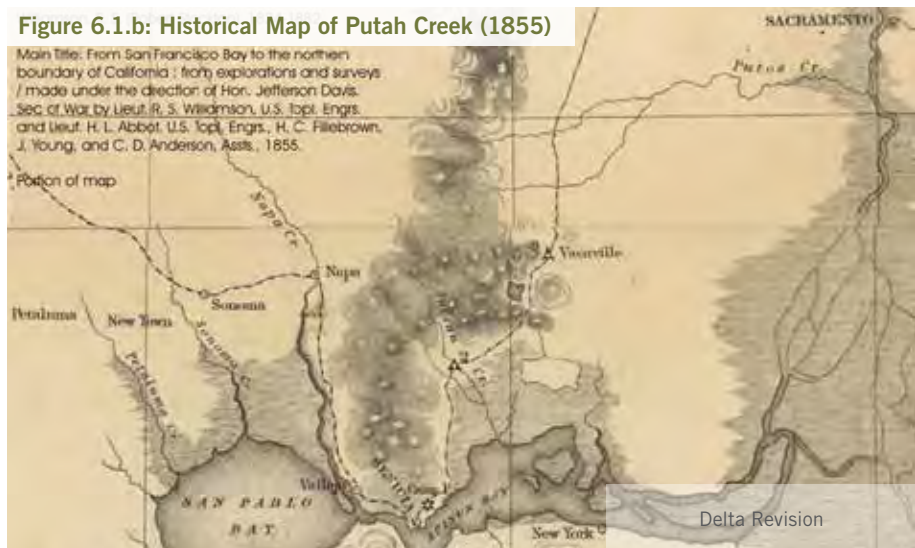 Figure 6.1.b: Historical Map of Putah Creek (1855)
Main Title: From San Francisco Bay to the northern
boundary of California : from explorations and surveys
/ made under the direction of Hon. Jefferson Davis.
Sec of War by Lieut. R. S. Williamson, U.S. Topl. Engrs.
and Lieut. H. L. Abbot, U.S. Topl, Engrs., H. C. Fillebrown,
J. Young, and C. D. Anderson, Assts., 1855.
Portion of map
SACRAMENTO
Putos Cr.
Napa Cr.
3 Vacaville
Napa
Sonoma
Petaluma
New Town
Sonoma C.
Petaluma Cr.
2
Cr.
Vallejo
SAN PABLO
BAY
SUISUN BAY
New York
Delta Revision